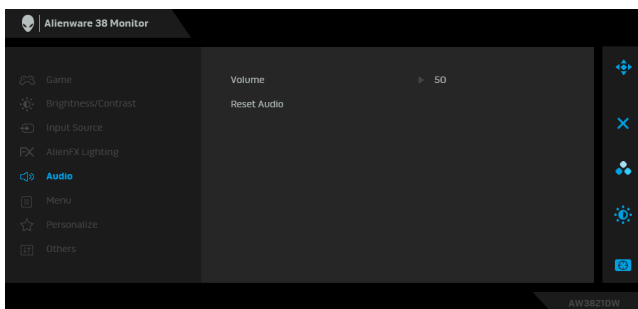 Alienware 38 Monitor
Game
Brightness/Contrast
Input Source
AlienFX Lighting
Audio
Menu
Personalize
Others
Volume 50
Reset Audio
AW3821DW